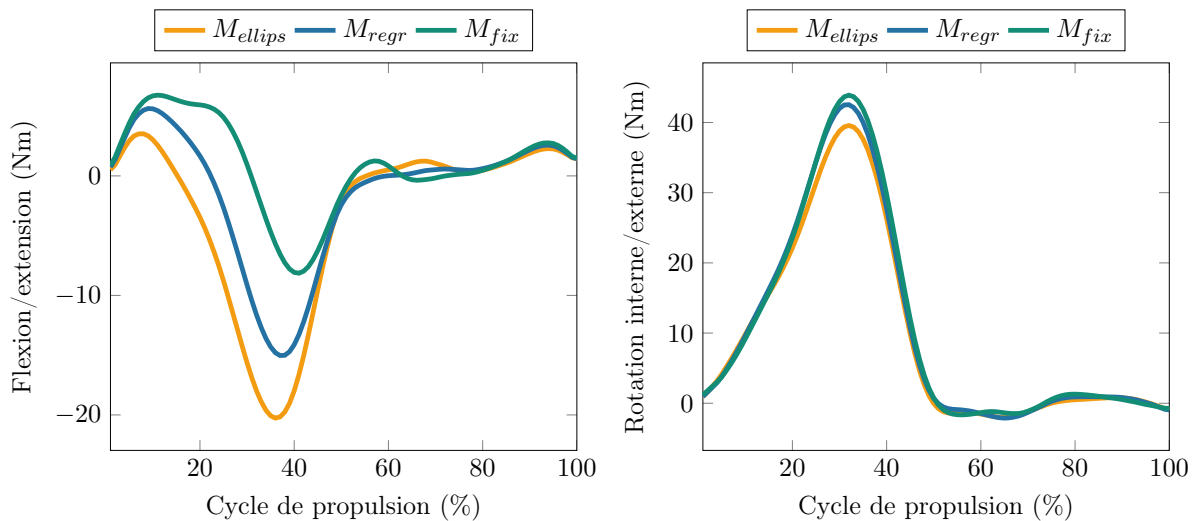 M_ellips M_regr M_fix
Flexion/extension (Nm)
0
−10
−20
20 40 60 80 100
Cycle de propulsion (%)
M_ellips M_regr M_fix
Rotation interne/externe (Nm)
40
30
20
10
0
20 40 60 80 100
Cycle de propulsion (%)